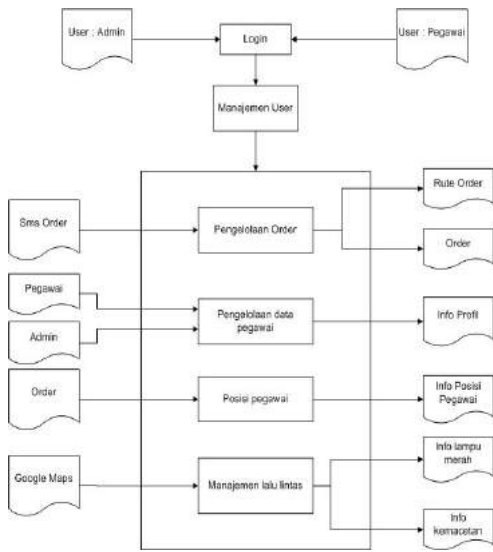 User : Admin
Login
User : Pegawai
Manajemen User
Sms Order
Pengelolaan Order
Rute Order
Order
Pegawai
Admin
Pengelolaan data
pegawai
Info Profil
Order
Posisi pegawai
Info Posisi
Pegawai
Google Maps
Manajemen lalu lintas
Info lampu
merah
Info
kemacetan